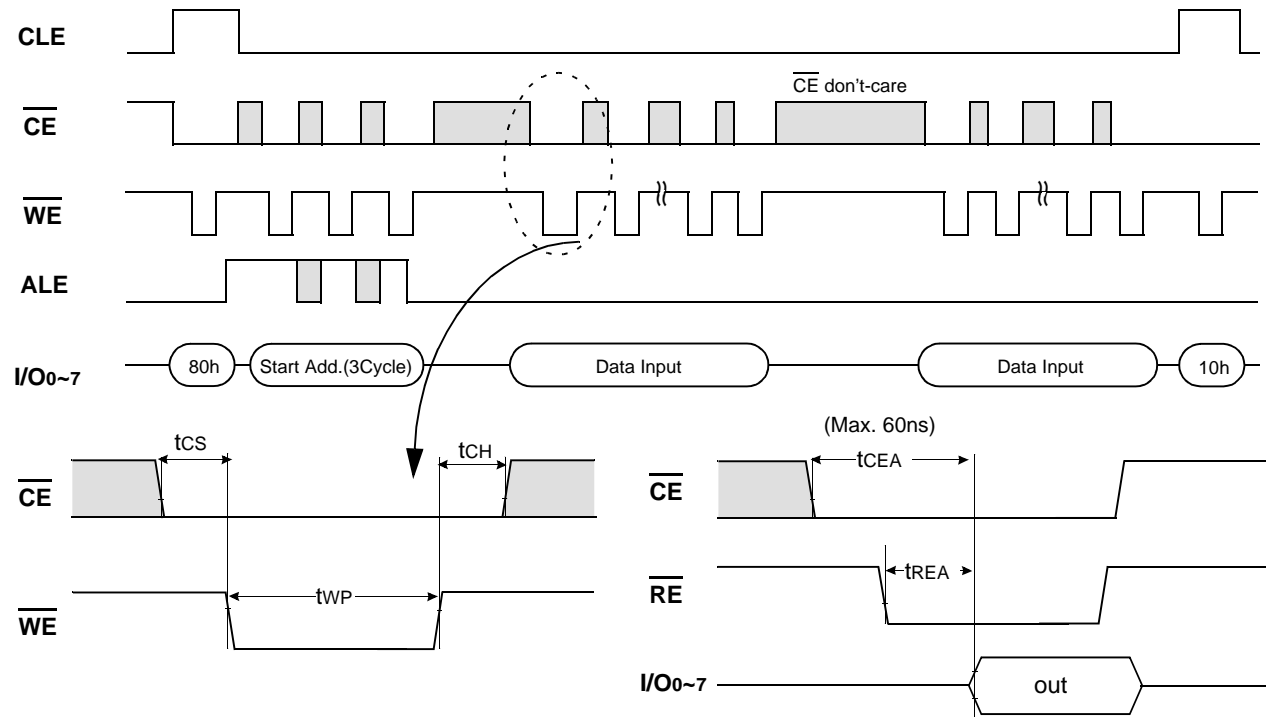 CLE
CE don't-care
CE
WE
ALE
I/O0~7
80h
Start Add.(3Cycle)
Data Input
Data Input
10h
tCS
tCH
CE
tWP
WE
(Max. 60ns)
tCEA
CE
tREA
RE
I/O0~7
out